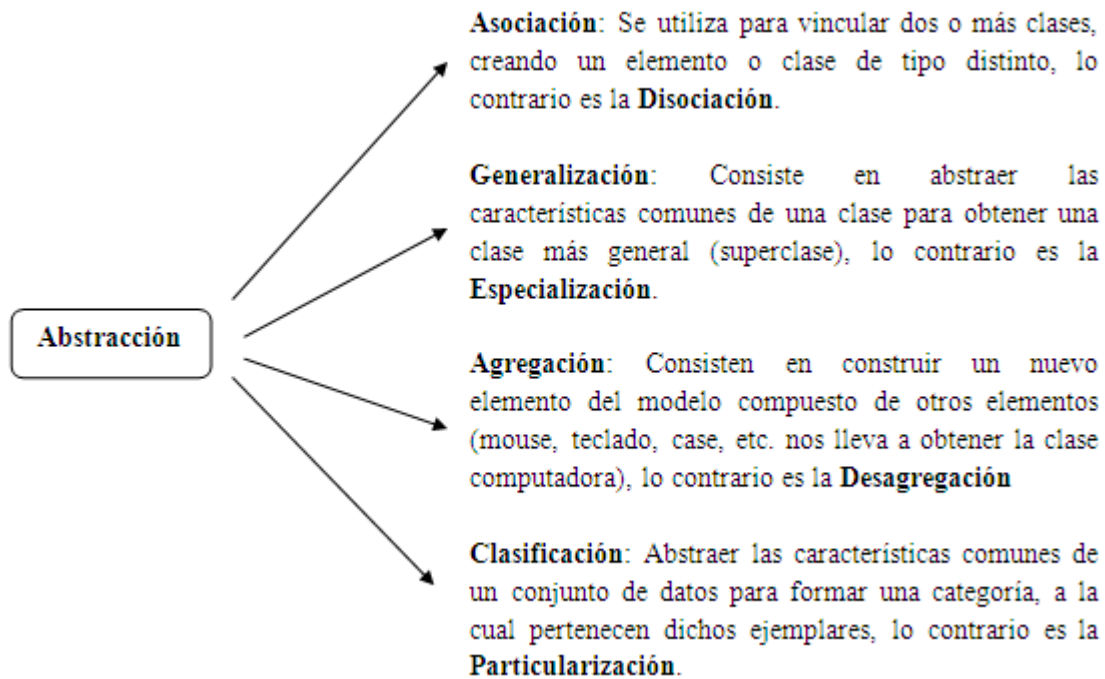 Asociación: Se utiliza para vincular dos o más clases,
creando un elemento o clase de tipo distinto, lo
contrario es la Disociación.
Generalización: Consiste en abstraer las
características comunes de una clase para obtener una
clase más general (superclase), lo contrario es la
Especialización.
Abstracción
Agregación: Consisten en construir un nuevo
elemento del modelo compuesto de otros elementos
(mouse, teclado, case, etc. nos lleva a obtener la clase
computadora), lo contrario es la Desagregación
Clasificación: Abstraer las características comunes de
un conjunto de datos para formar una categoría, a la
cual pertenecen dichos ejemplares, lo contrario es la
Particularización.